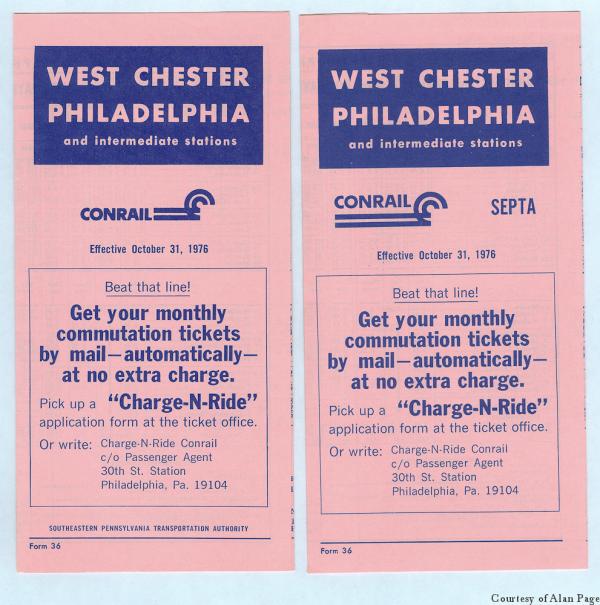 WEST CHESTER
PHILADELPHIA
and intermediate stations
CONRAIL
Effective October 31, 1976
Beat that line!
Get your monthly
commutation tickets
by mail—automatically—
at no extra charge.
Pick up a "Charge-N-Ride"
application form at the ticket office.
Or write: Charge-N-Ride Conrail
c/o Passenger Agent
30th St. Station
Philadelphia, Pa. 19104
SOUTHEASTERN PENNSYLVANIA TRANSPORTATION AUTHORITY
Form 36
WEST CHESTER
PHILADELPHIA
and intermediate stations
CONRAIL SEPTA
Effective October 31, 1976
Beat that line!
Get your monthly
commutation tickets
by mail—automatically—
at no extra charge.
Pick up a "Charge-N-Ride"
application form at the ticket office.
Or write: Charge-N-Ride Conrail
c/o Passenger Agent
30th St. Station
Philadelphia, Pa. 19104
Form 36
Courtesy of Alan Page